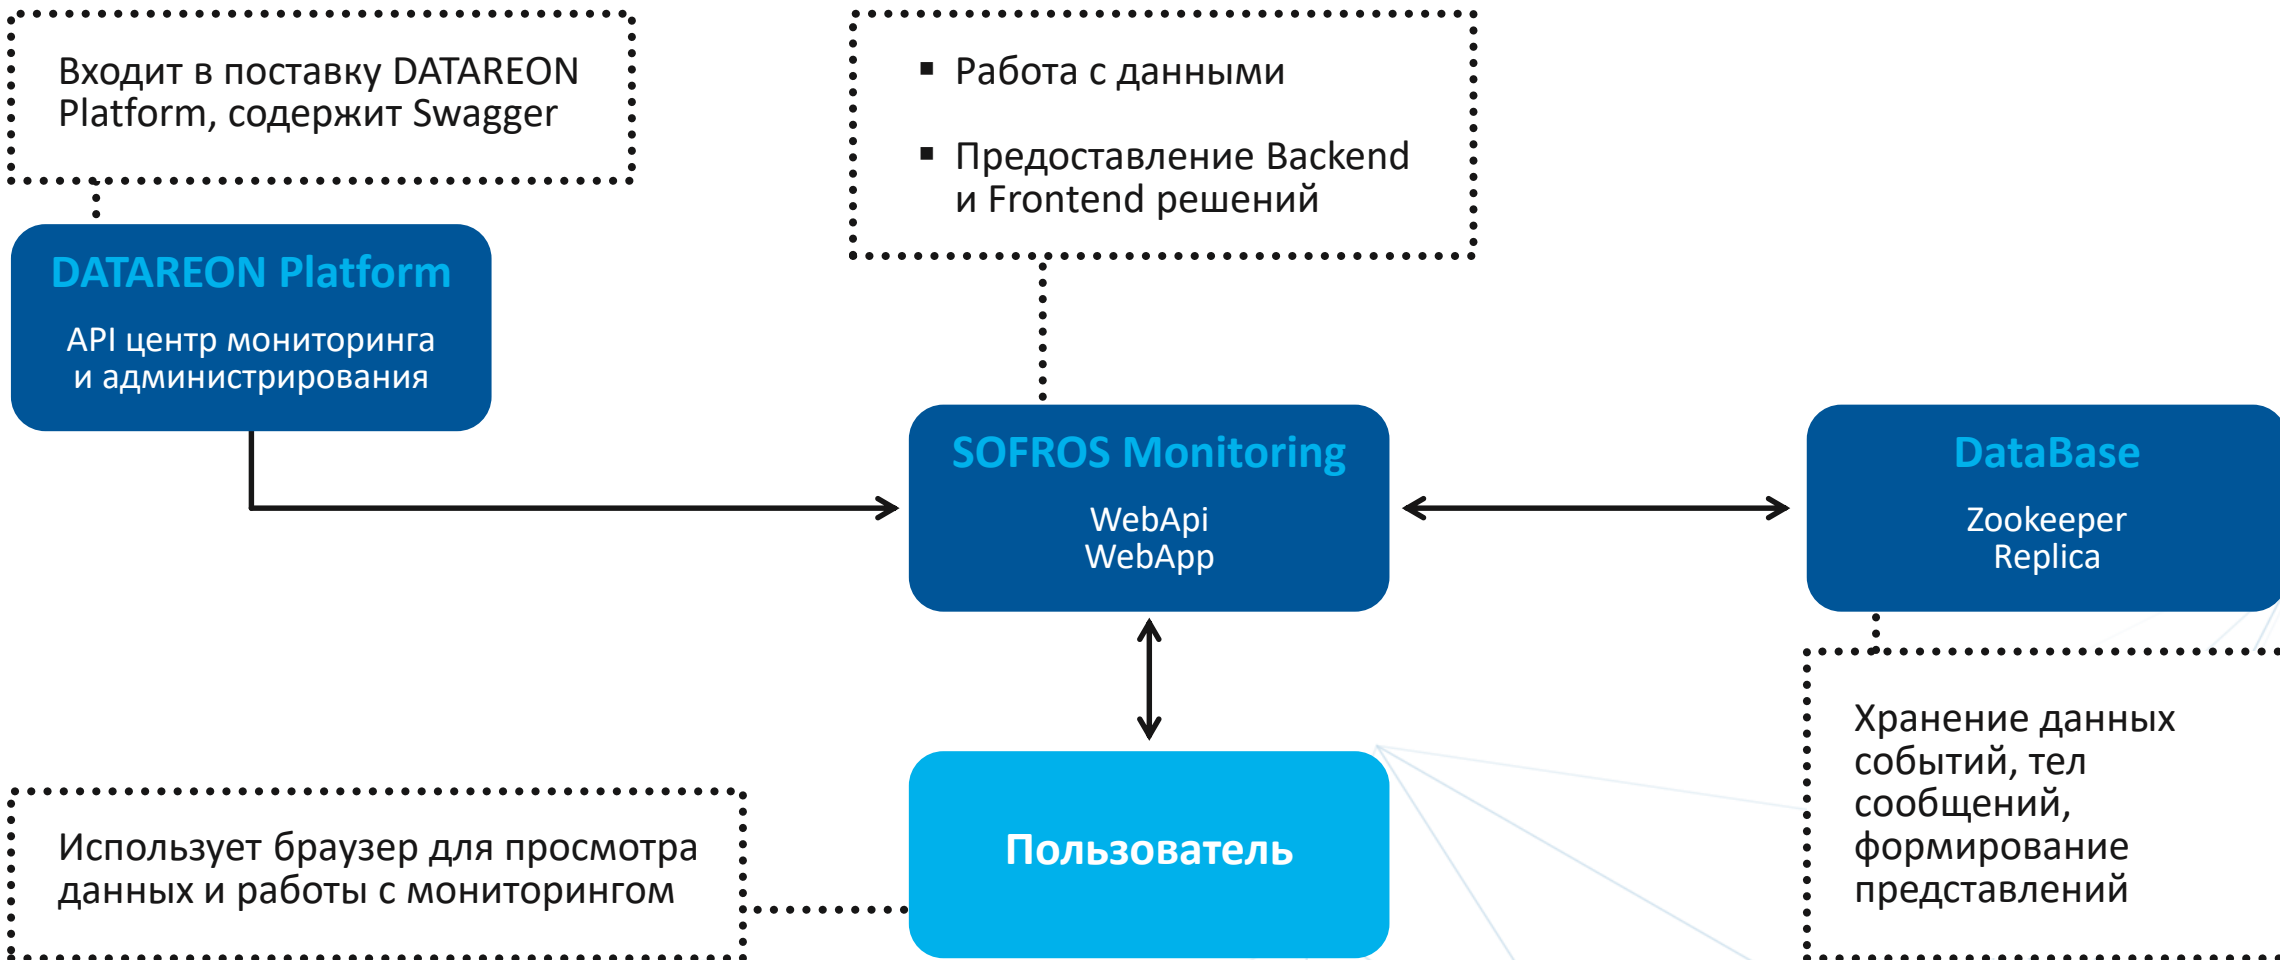 Входит в поставку DATAREON
Platform, содержит Swagger
▪ Работа с данными
▪ Предоставление Backend
и Frontend решений
DATAREON Platform
API центр мониторинга
и администрирования
SOFROS Monitoring
WebApi
WebApp
DataBase
Zookeeper
Replica
Хранение данных
событий, тел
сообщений,
формирование
представлений
Использует браузер для просмотра
данных и работы с мониторингом
Пользователь